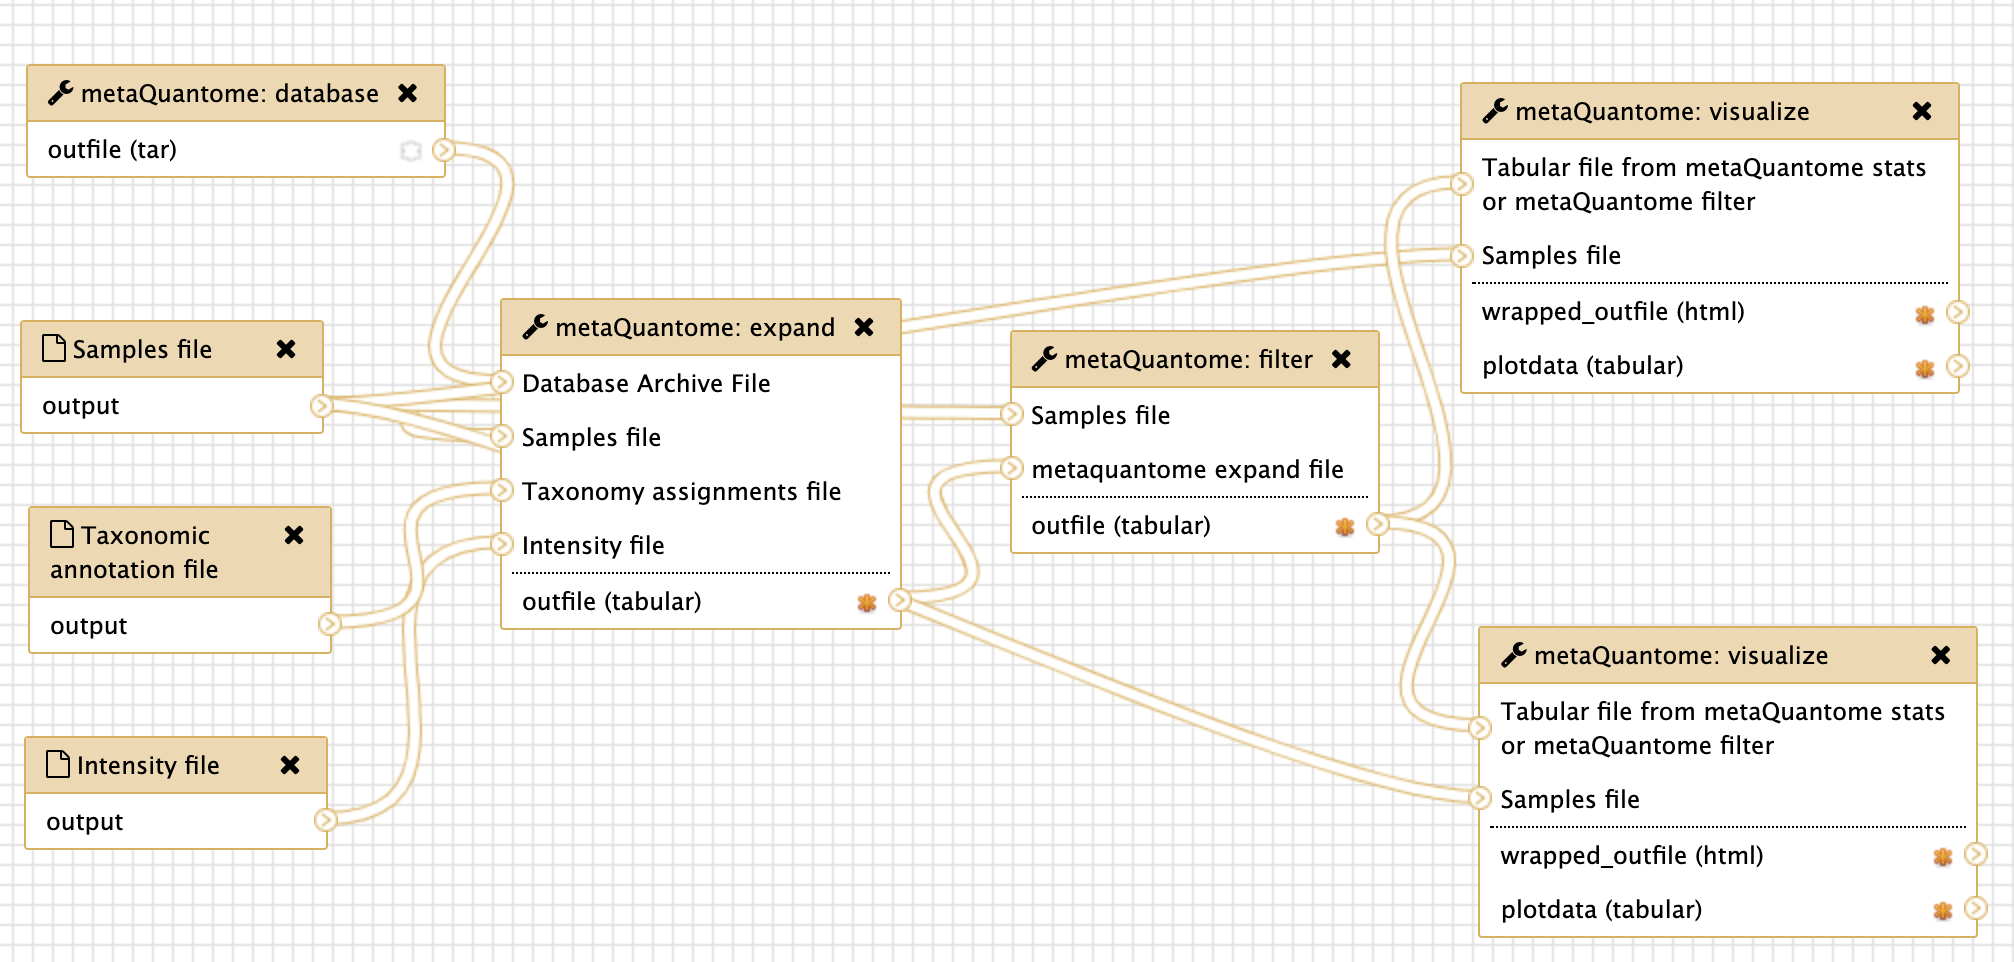 metaQuantome: database
outfile (tar)
Samples file
output
Taxonomic
annotation file
output
Intensity file
output
metaQuantome: expand
Database Archive File
Samples file
Taxonomy assignments file
Intensity file
outfile (tabular)
metaQuantome: filter
Samples file
metaquantome expand file
outfile (tabular)
metaQuantome: visualize
Tabular file from metaQuantome stats
or metaQuantome filter
Samples file
wrapped_outfile (html)
plotdata (tabular)
metaQuantome: visualize
Tabular file from metaQuantome stats
or metaQuantome filter
Samples file
wrapped_outfile (html)
plotdata (tabular)